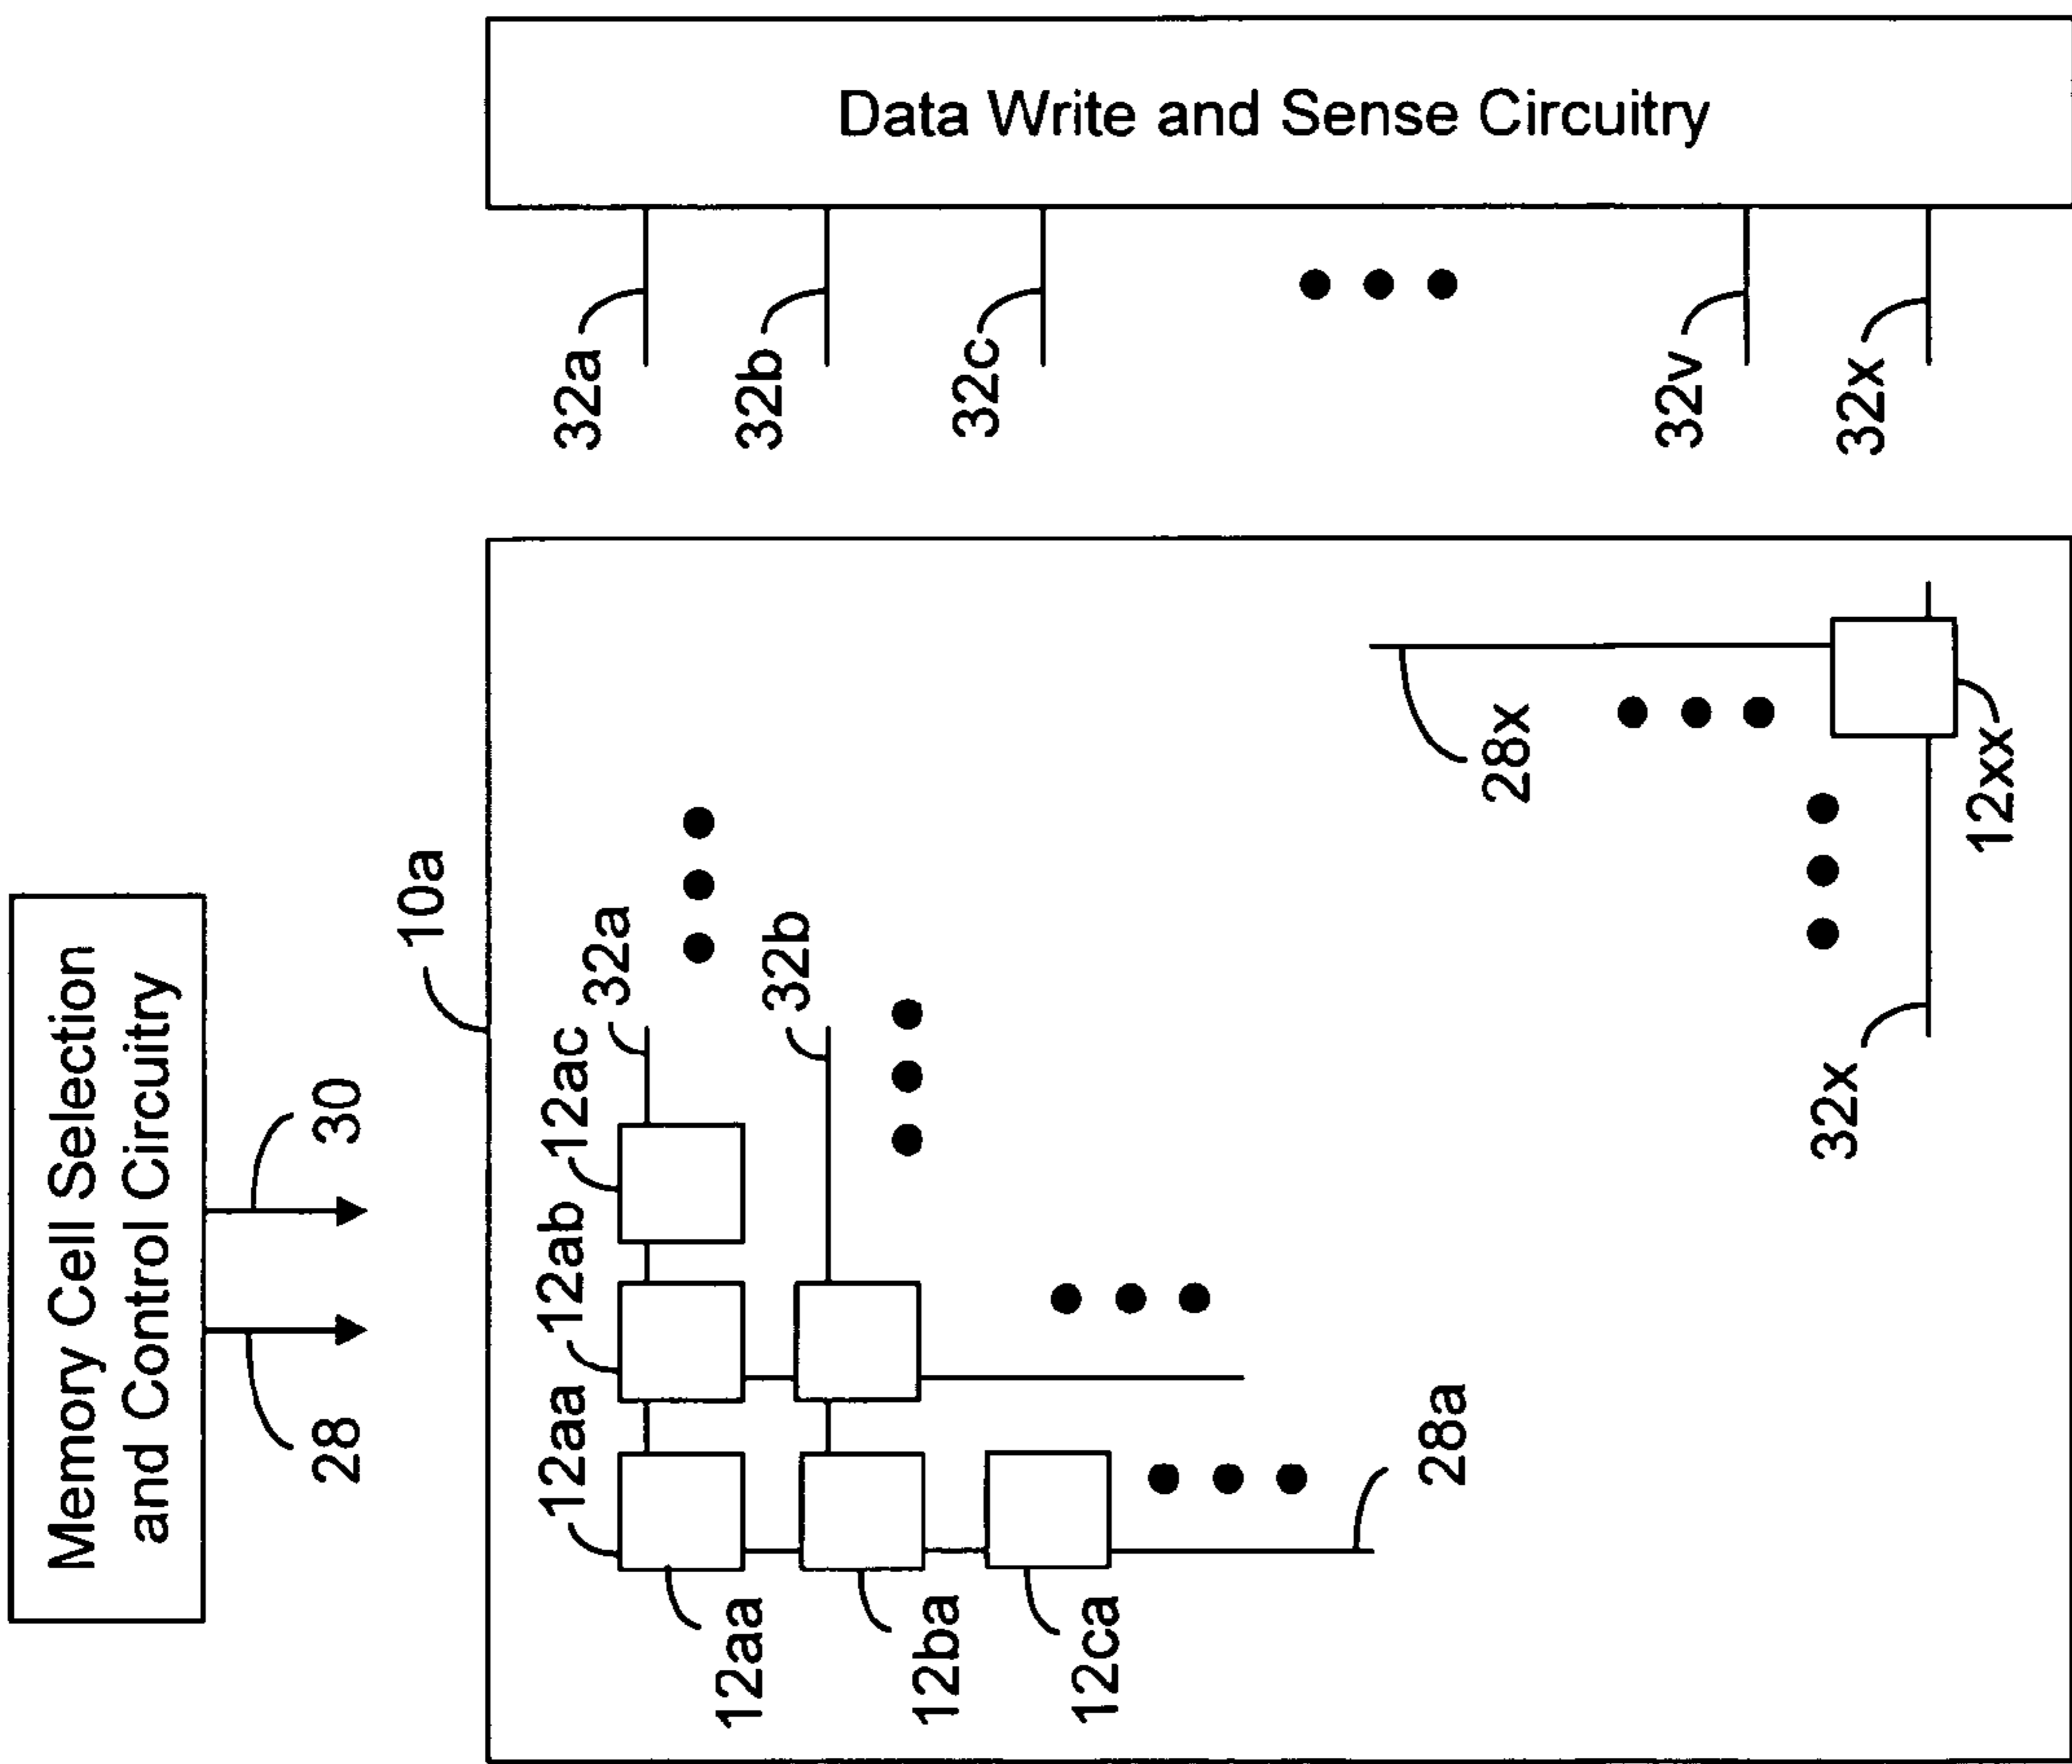 Memory Cell Selection
and Control Circuitry
28
30
10a
Data Write and Sense Circuitry
32a
32b
32c
32v
32x
12aa
12ab
12ac
32a
32b
12aa
12ba
12ca
28a
28x
32x
12xx